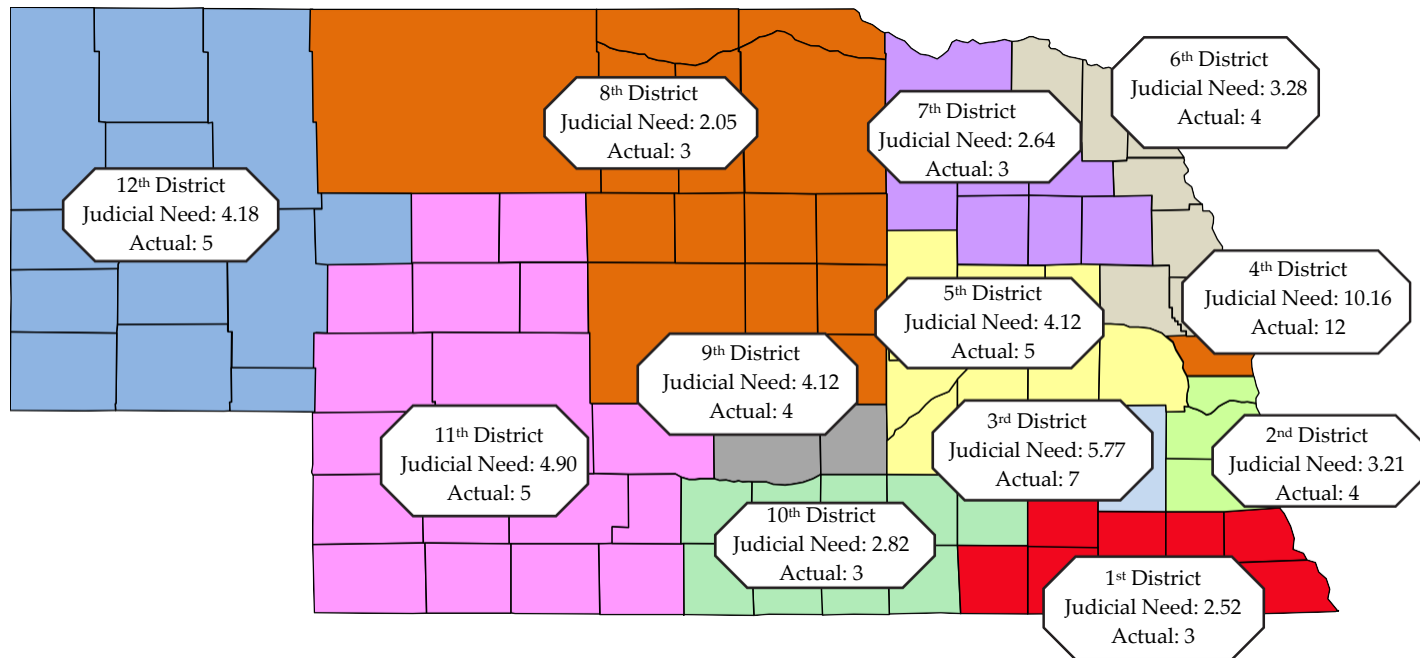 6th District
Judicial Need: 3.28
Actual: 4
8th District
Judicial Need: 2.05
Actual: 3
7th District
Judicial Need: 2.64
Actual: 3
12th District
Judicial Need: 4.18
Actual: 5
4th District
Judicial Need: 10.16
Actual: 12
5th District
Judicial Need: 4.12
Actual: 5
9th District
Judicial Need: 4.12
Actual: 4
11th District
Judicial Need: 4.90
Actual: 5
3rd District
Judicial Need: 5.77
Actual: 7
2nd District
Judicial Need: 3.21
Actual: 4
10th District
Judicial Need: 2.82
Actual: 3
1st District
Judicial Need: 2.52
Actual: 3